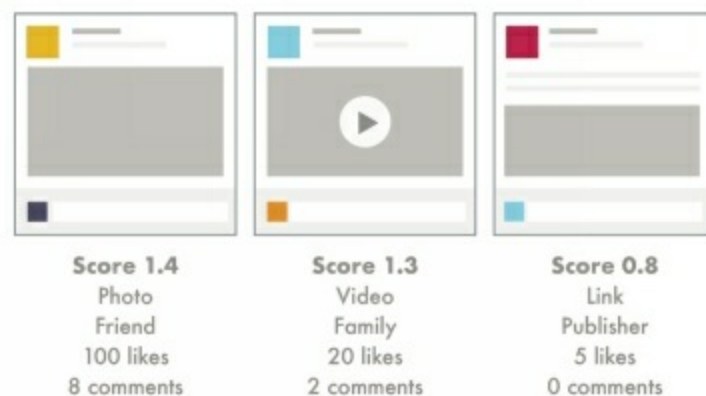 Score 1.4
Photo
Friend
100 likes
8 comments
Score 1.3
Video
Family
20 likes
2 comments
Score 0.8
Link
Publisher
5 likes
0 comments